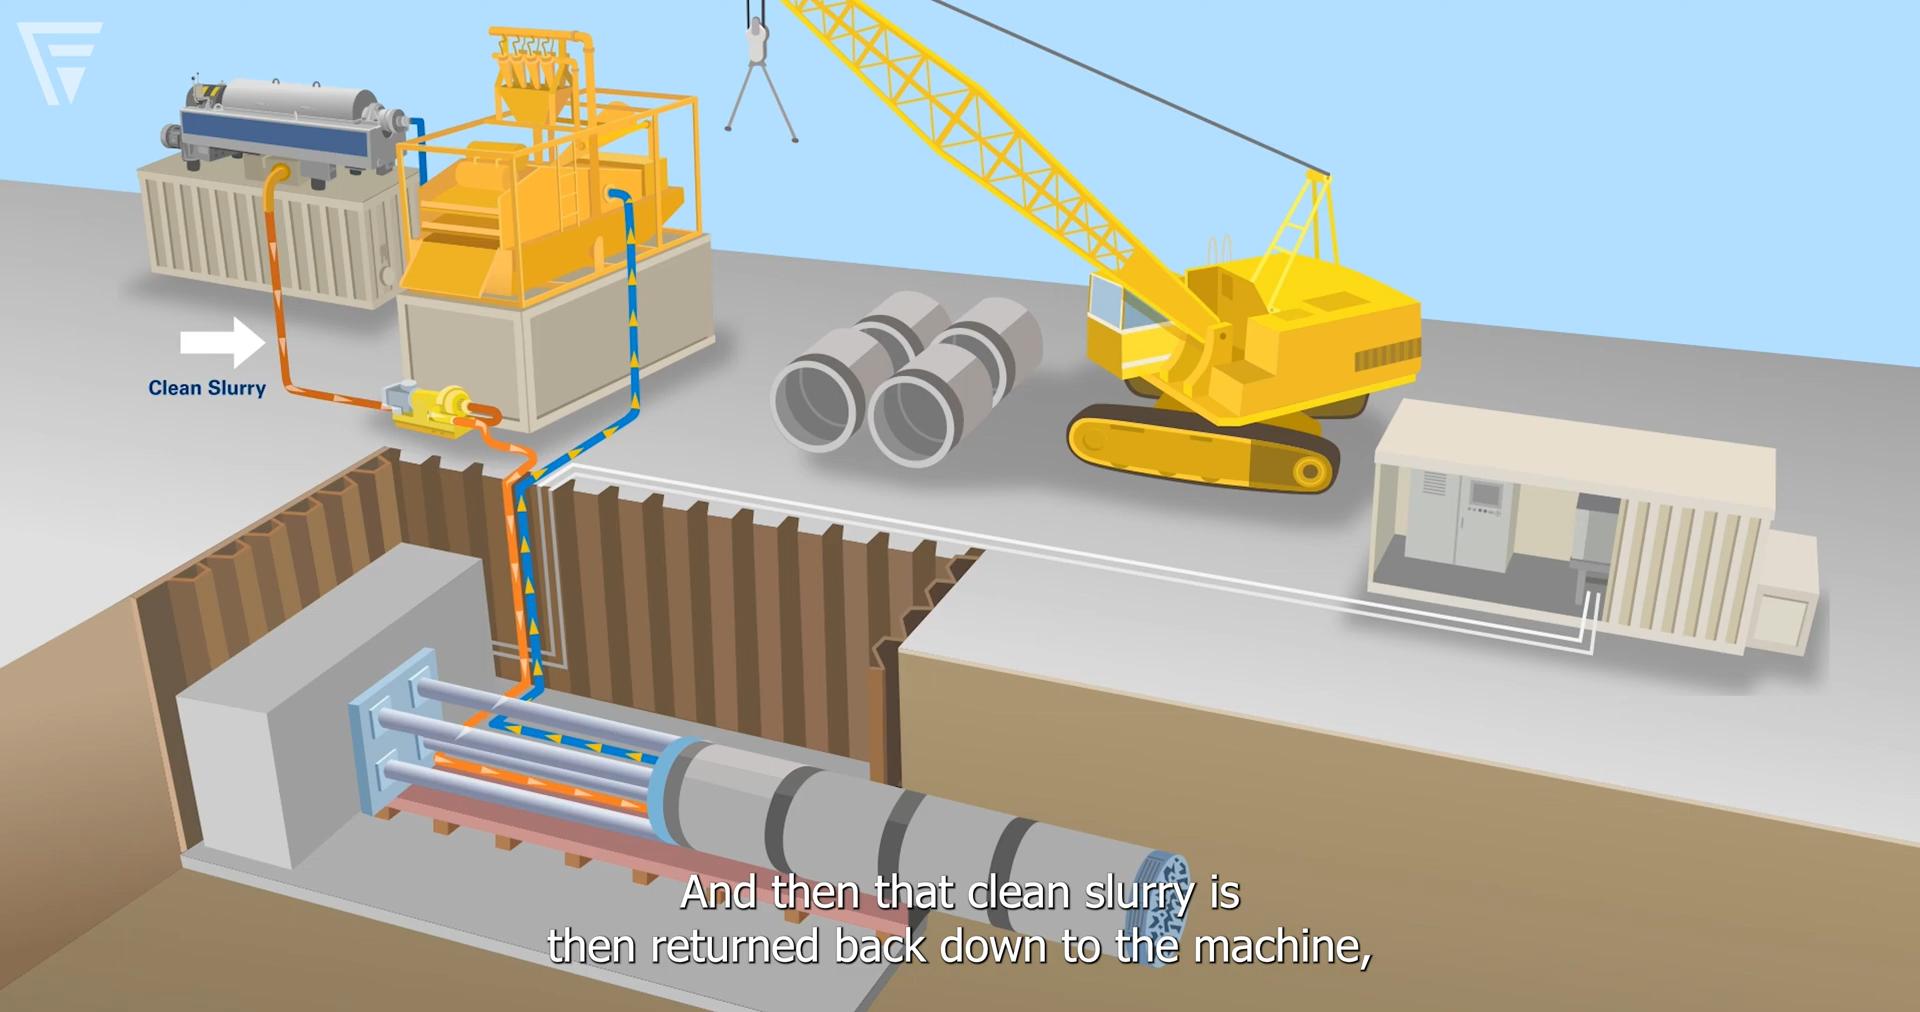 Clean Slurry
And then that clean slurry is
then returned back down to the machine,